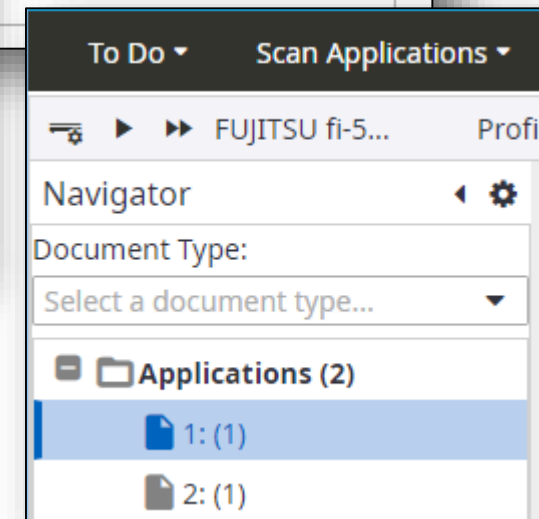 To Do Scan Applications
FUJITSU fi-5... Profi
Navigator
Document Type:
Select a document type...
Applications (2)
1: (1)
2: (1)